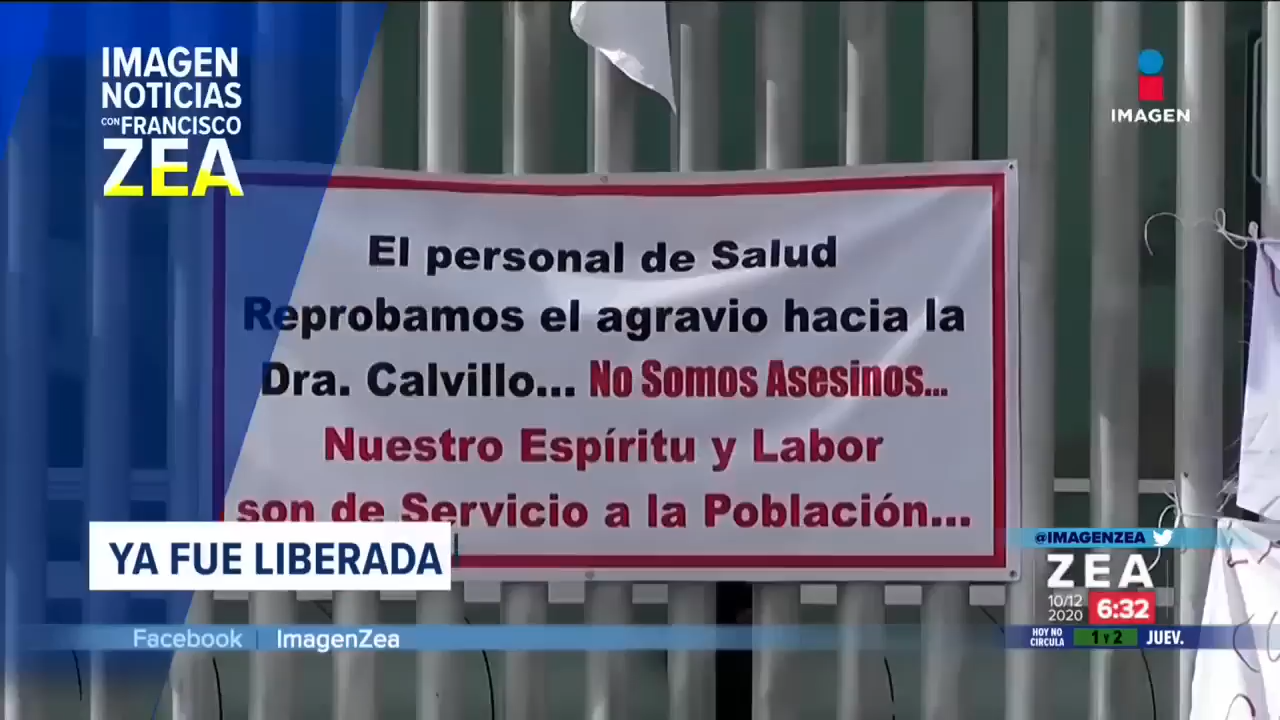 IMAGEN
NOTICIAS
CON FRANCISCO
ZEA
IMAGEN
El personal de Salud
Reprobamos el agravio hacia la
Dra. Calvillo... No Somos Asesinos...
Nuestro Espíritu y Labor
son de Servicio a la Población...
YA FUE LIBERADA
Facebook | ImagenZea
@IMAGENZEA
ZEA
10/12
2020
6:32
HOY NO
CIRCULA
1 Y 2
JUEV.